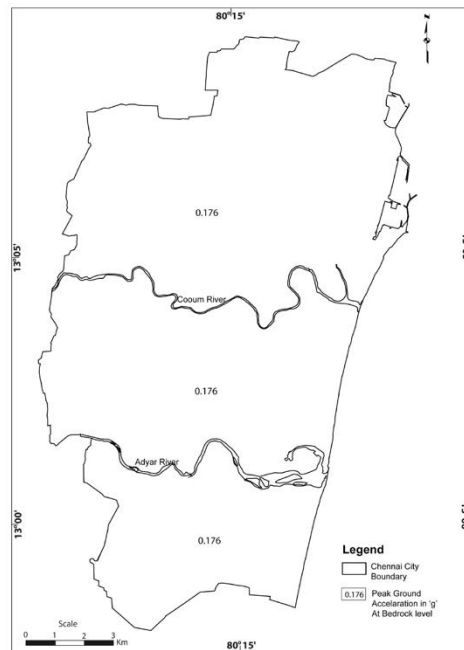 80° 15'
N
0.176
13° 05'
Cooum River
0.176
Adyar River
0.176
13° 00'
Legend
Chennai City
Boundary
0.176 Peak Ground
Accelaration in 'g'
At Bedrock level
Scale
0 1 2 3
Km
80° 15'